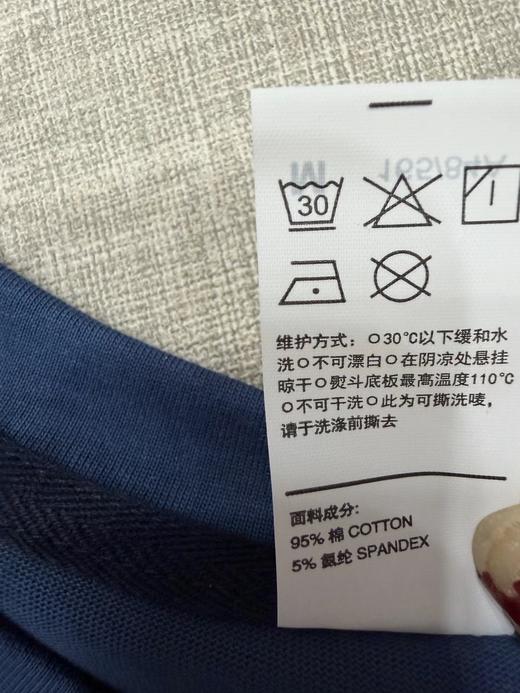 M 165/84A
30
维护方式：○30℃以下缓和水
洗○不可漂白○在阴凉处悬挂
晾干○熨斗底板最高温度110℃
○不可干洗○此为可撕洗唛，
请于洗涤前撕去
面料成分:
95% 棉 COTTON
5% 氨纶 SPANDEX